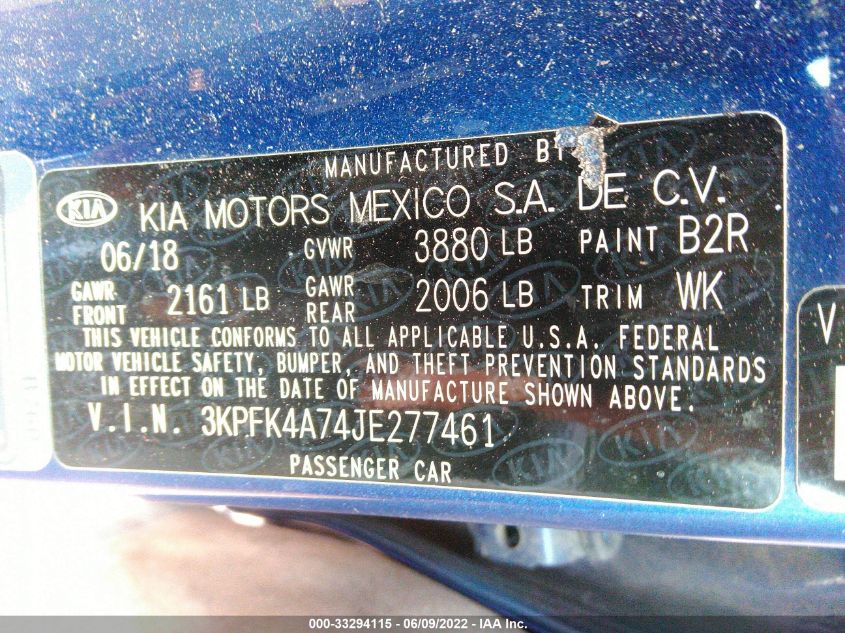 MANUFACTURED BY
KIA KIA MOTORS MEXICO S.A. DE C.V.
06/18 GVWR 3880 LB PAINT B2R
GAWR FRONT 2161 LB GAWR REAR 2006 LB TRIM WK
THIS VEHICLE CONFORMS TO ALL APPLICABLE U.S.A. FEDERAL
MOTOR VEHICLE SAFETY, BUMPER, AND THEFT PREVENTION STANDARDS
IN EFFECT ON THE DATE OF MANUFACTURE SHOWN ABOVE.
V.I.N. 3KPFK4A74JE277461
PASSENGER CAR
V
000-33294115 - 06/09/2022 - IAA Inc.